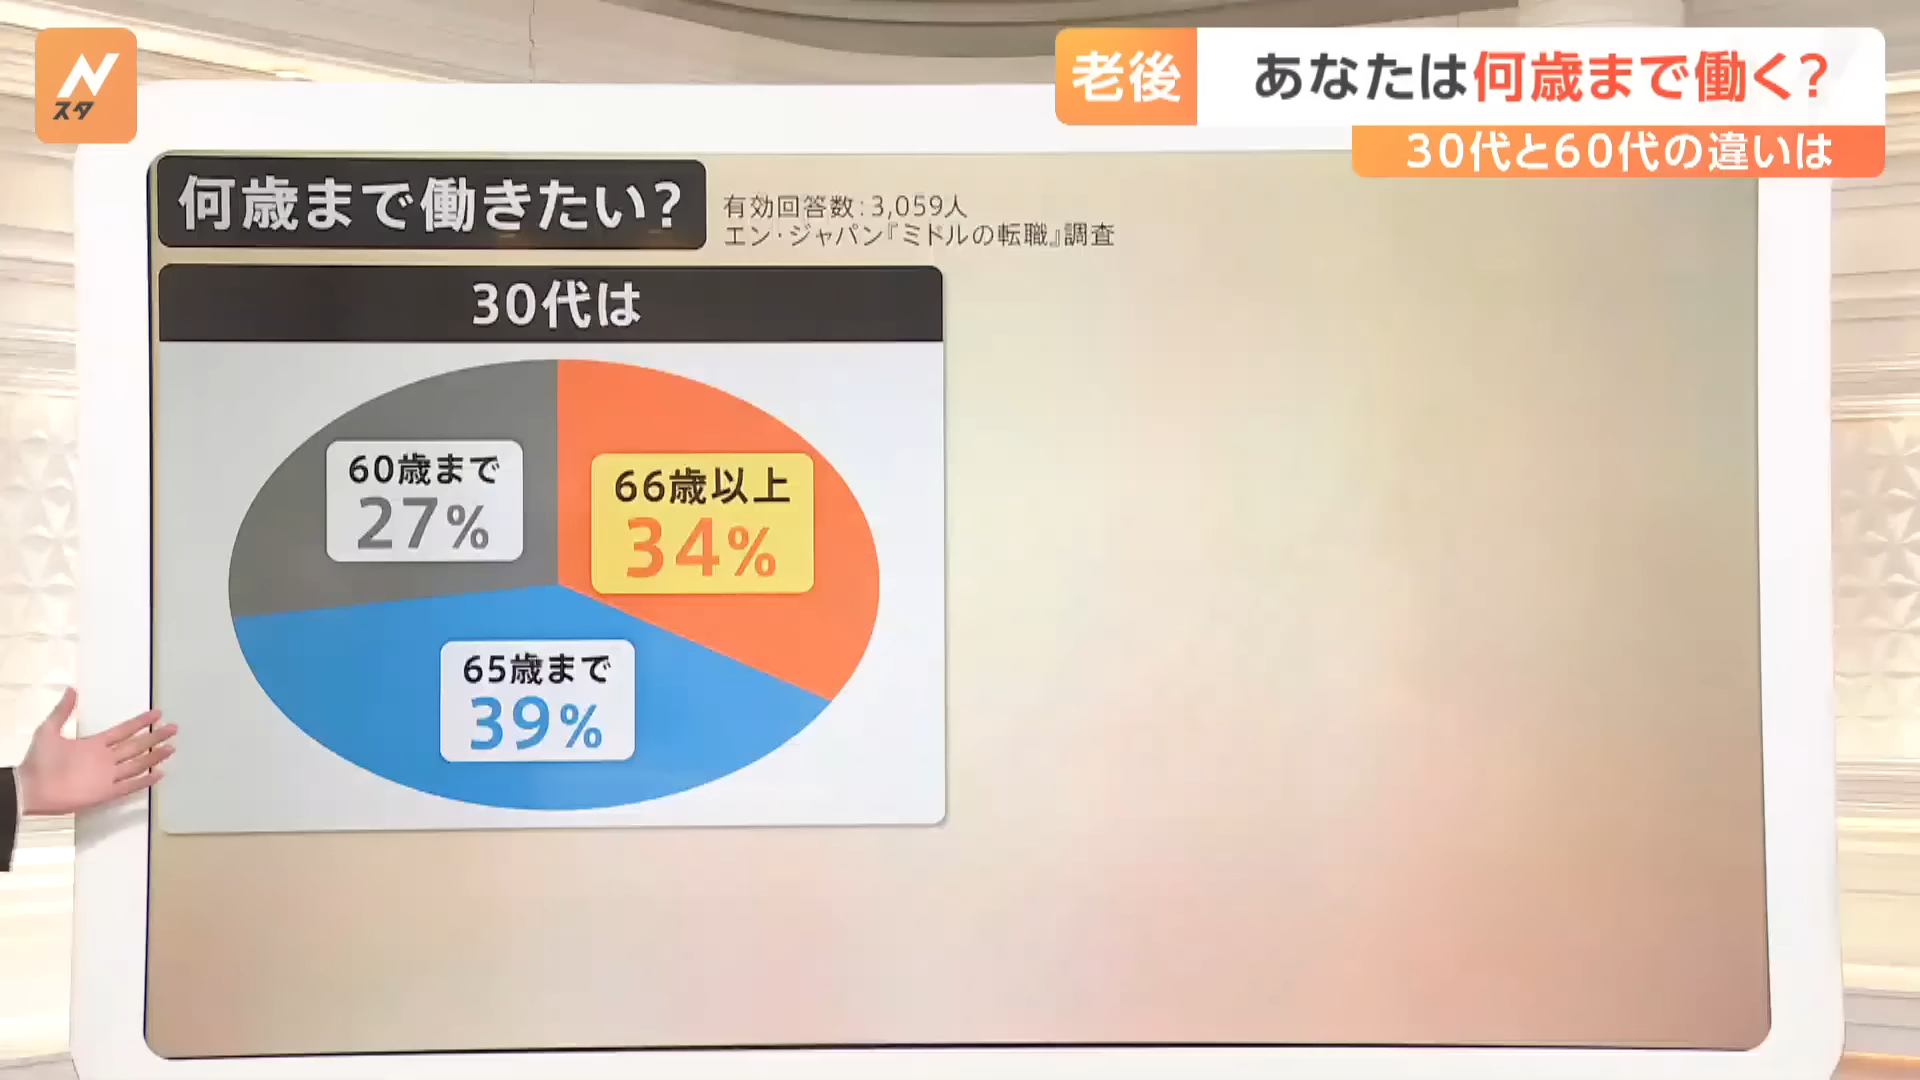 N
スタ
老後
あなたは何歳まで働く?
30代と60代の違いは
何歳まで働きたい?
有効回答数:3,059人
エン・ジャパン『ミドルの転職』調査
30代は
60歳まで
27%
66歳以上
34%
65歳まで
39%